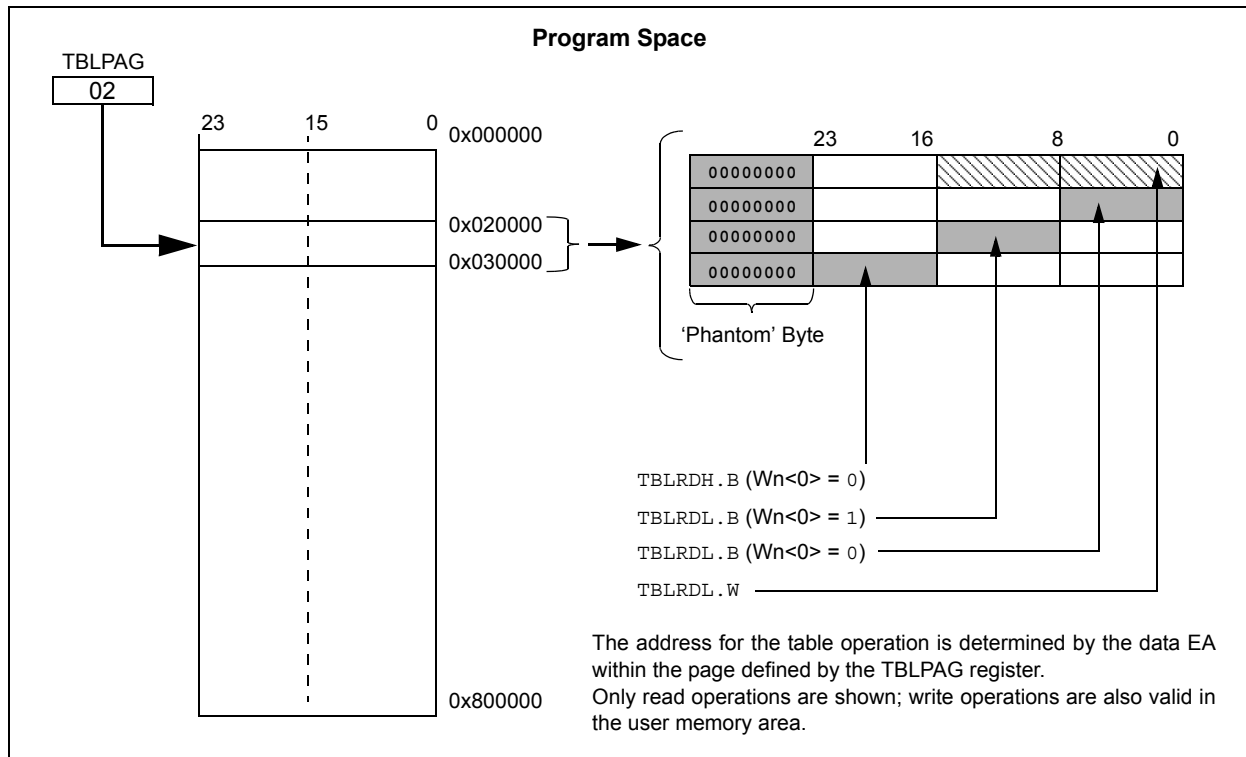 Program Space
TBLPAG
02
23 15 0
0x000000
0x020000
0x030000
0x800000
23 16 8 0
00000000
00000000
00000000
00000000
‘Phantom’ Byte
TBLRDH.B (Wn<0> = 0)
TBLRDL.B (Wn<0> = 1)
TBLRDL.B (Wn<0> = 0)
TBLRDL.W
The address for the table operation is determined by the data EA
within the page defined by the TBLPAG register.
Only read operations are shown; write operations are also valid in
the user memory area.